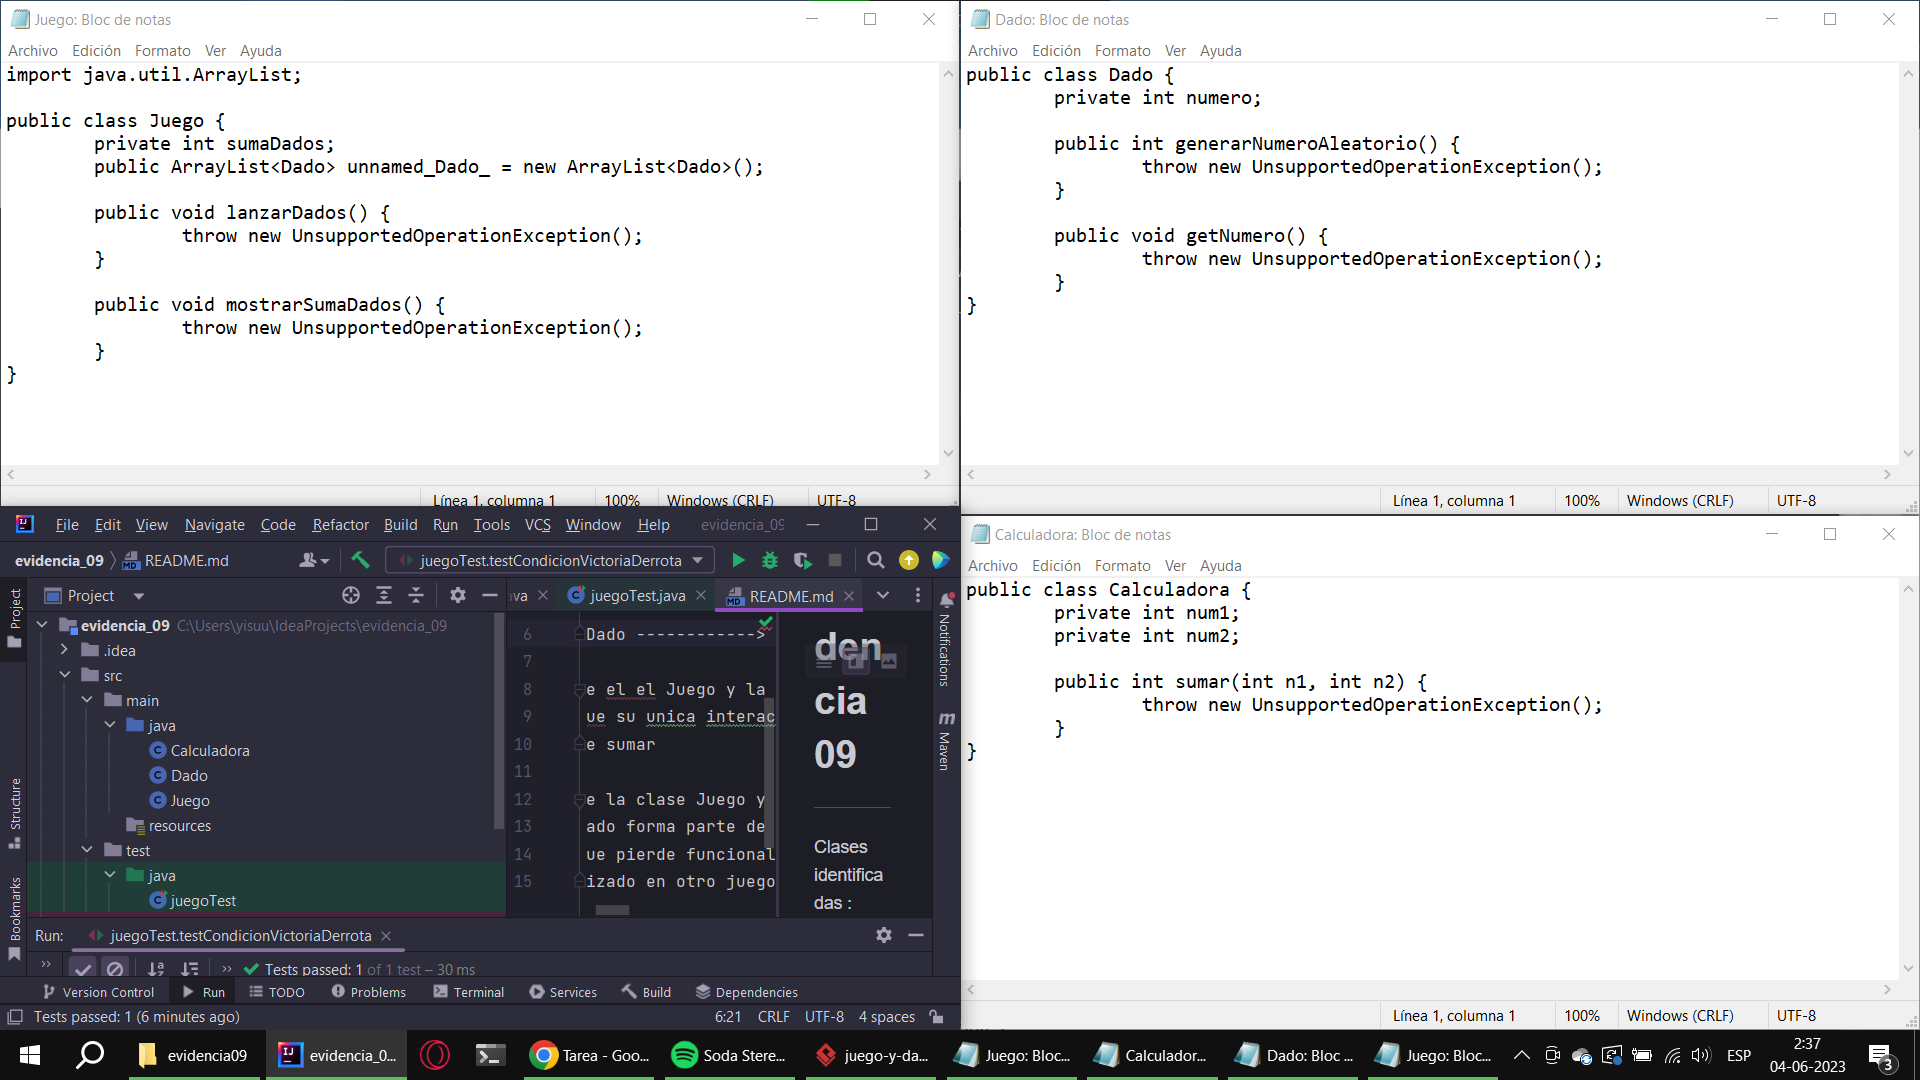 Juego: Bloc de notas
Archivo Edición Formato Ver Ayuda
import java.util.ArrayList;
public class Juego {
private int sumaDados;
public ArrayList<Dado> unnamed_Dado_ = new ArrayList<Dado>();
public void lanzarDados() {
throw new UnsupportedOperationException();
}
public void mostrarSumaDados() {
throw new UnsupportedOperationException();
}
}
Línea 1, columna 1 100% Windows (CRLF) UTF-8
Dado: Bloc de notas
Archivo Edición Formato Ver Ayuda
public class Dado {
private int numero;
public int generarNumeroAleatorio() {
throw new UnsupportedOperationException();
}
public void getNumero() {
throw new UnsupportedOperationException();
}
}
Línea 1, columna 1 100% Windows (CRLF) UTF-8
File Edit View Navigate Code Refactor Build Run Tools VCS Window Help evidencia_09
evidencia_09 README.md juegoTest.testCondicionVictoriaDerrota
Project
Project
ava juegoTest.java README.md
evidencia_09 C:\Users\yisuu\IdeaProjects\evidencia_09
.idea
src
main
java
Calculadora
Dado
Juego
resources
test
java
juegoTest
6 Dado ------------>
7
8 e el el Juego y la
9 ue su unica interac
10 e sumar
11
12 e la clase Juego y
13 ado forma parte de
14 ue pierde funcional
15 izado en otro juego
den
cia
09
Clases
identifica
das :
Notifications
m Maven
Structure
Bookmarks
Run: juegoTest.testCondicionVictoriaDerrota
Tests passed: 1 of 1 test – 30 ms
Version Control Run TODO Problems Terminal Services Build Dependencies
Tests passed: 1 (6 minutes ago) 6:21 CRLF UTF-8 4 spaces
Calculadora: Bloc de notas
Archivo Edición Formato Ver Ayuda
public class Calculadora {
private int num1;
private int num2;
public int sumar(int n1, int n2) {
throw new UnsupportedOperationException();
}
}
Línea 1, columna 1 100% Windows (CRLF) UTF-8
evidencia09 evidencia_0... Tarea - Goo... Soda Stere... juego-y-da... Juego: Bloc... Calculador... Dado: Bloc ... Juego: Bloc... ESP 2:37
04-06-2023 3